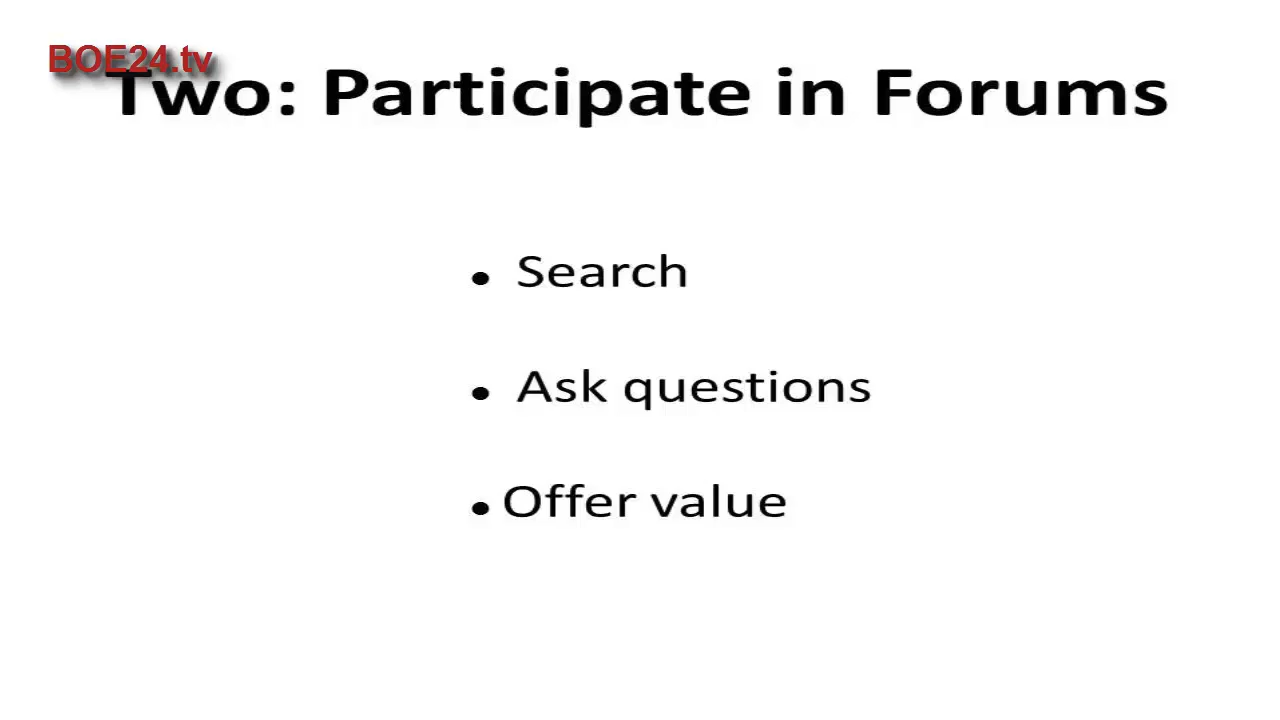 BOE24.tv
Two: Participate in Forums
• Search
• Ask questions
• Offer value